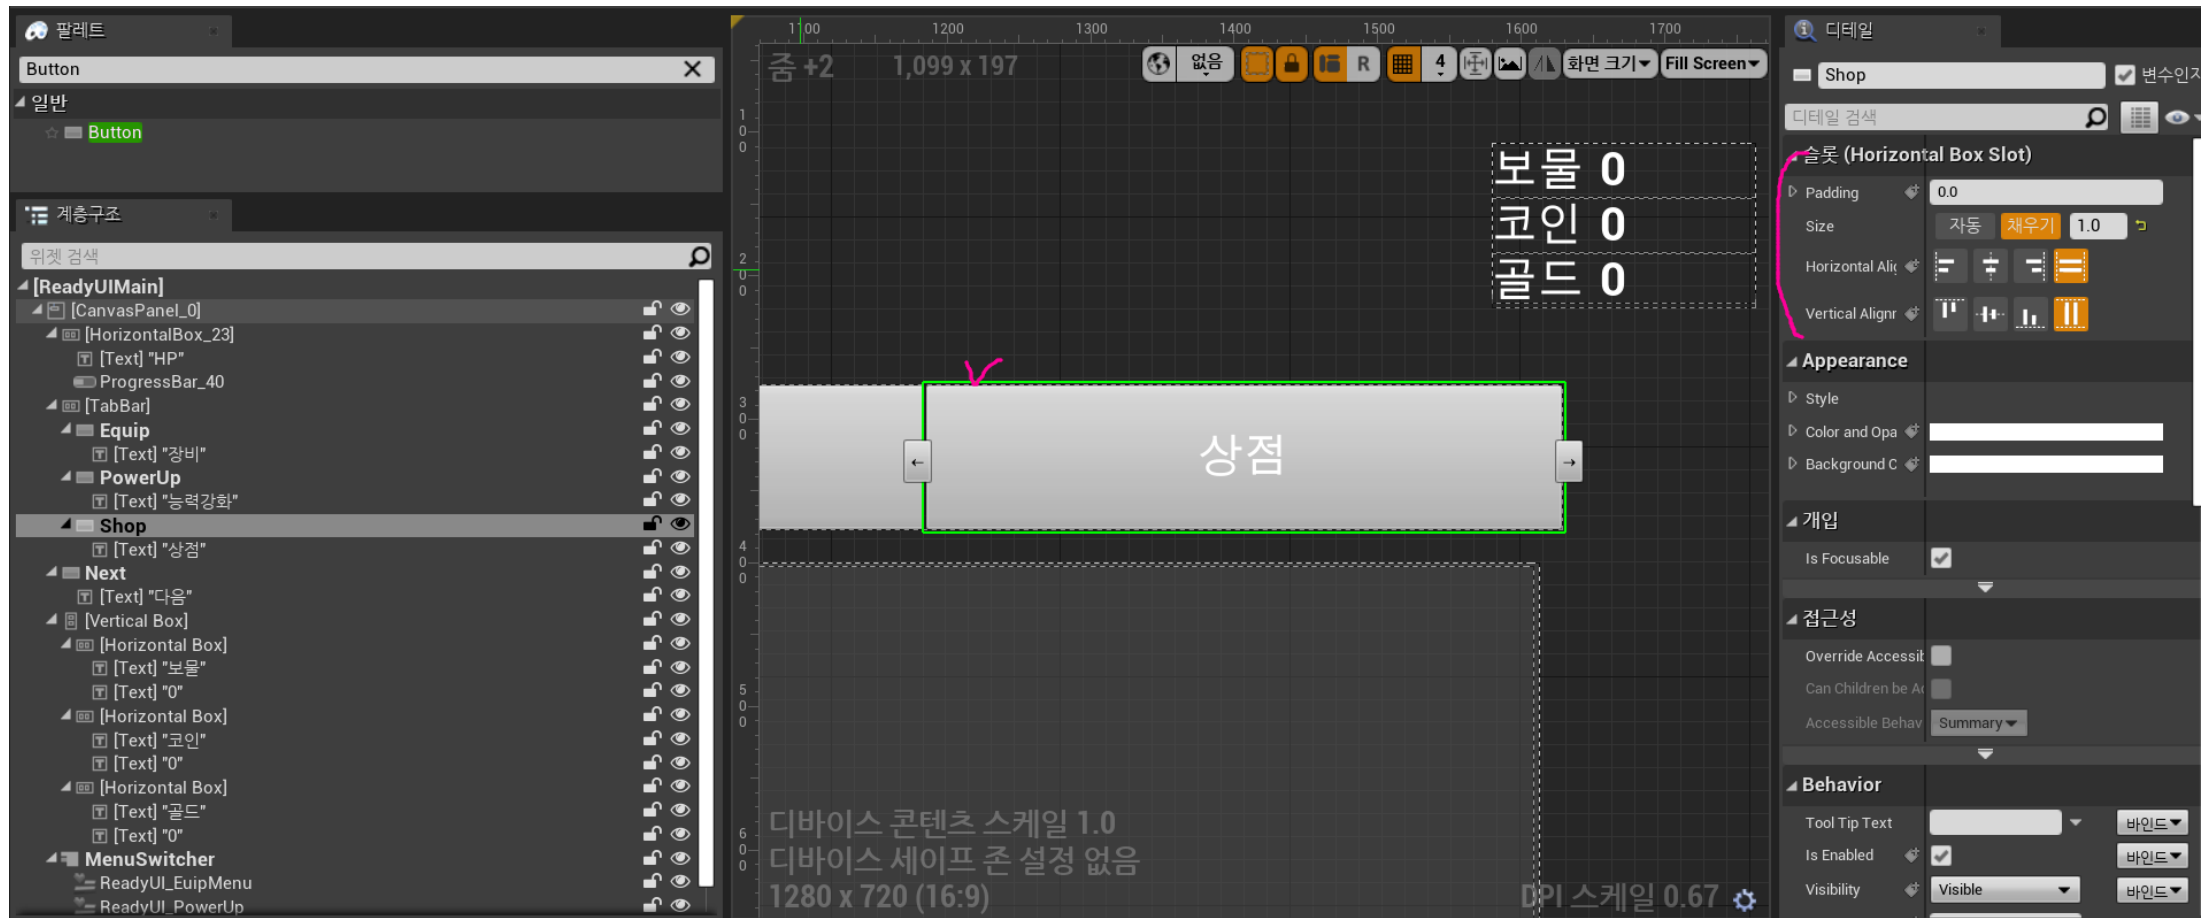 팔레트
Button
일반
Button
계층구조
위젯 검색
[ReadyUIMain]
[CanvasPanel_0]
[HorizontalBox_23]
[Text] "HP"
ProgressBar_40
[TabBar]
Equip
[Text] "장비"
PowerUp
[Text] "능력강화"
Shop
[Text] "상점"
Next
[Text] "다음"
[Vertical Box]
[Horizontal Box]
[Text] "보물"
[Text] "0"
[Horizontal Box]
[Text] "코인"
[Text] "0"
[Horizontal Box]
[Text] "골드"
[Text] "0"
MenuSwitcher
ReadyUI_EuipMenu
ReadyUI_PowerUp
1100 1200 1300 1400 1500 1600 1700
줌 +2 1,099 x 197 없음 R 4 화면 크기 Fill Screen
100
200
300
400
500
600
보물 0
코인 0
골드 0
상점
← →
디바이스 콘텐츠 스케일 1.0
디바이스 세이프 존 설정 없음
1280 x 720 (16:9) DPI 스케일 0.67
디테일
Shop 변수인지
디테일 검색
슬롯 (Horizontal Box Slot)
Padding 0.0
Size 자동 채우기 1.0
Horizontal Alig
Vertical Alignr
Appearance
Style
Color and Opa
Background C
개입
Is Focusable
접근성
Override Accessib
Can Children be Ac
Accessible Behav Summary
Behavior
Tool Tip Text 바인드
Is Enabled 바인드
Visibility Visible 바인드